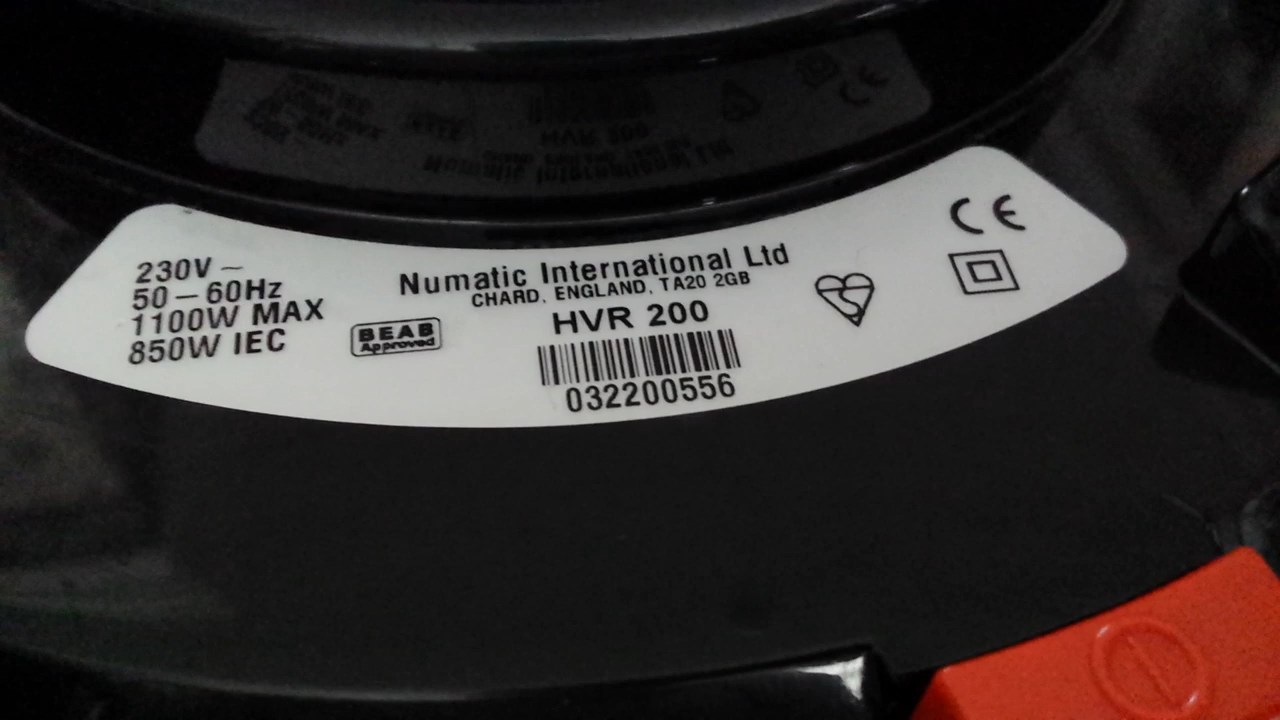 230V ~
50 – 60Hz
1100W MAX
850W IEC
BEAB
Approved
Numatic International Ltd
CHARD, ENGLAND, TA20 2GB
HVR 200
032200556
CE